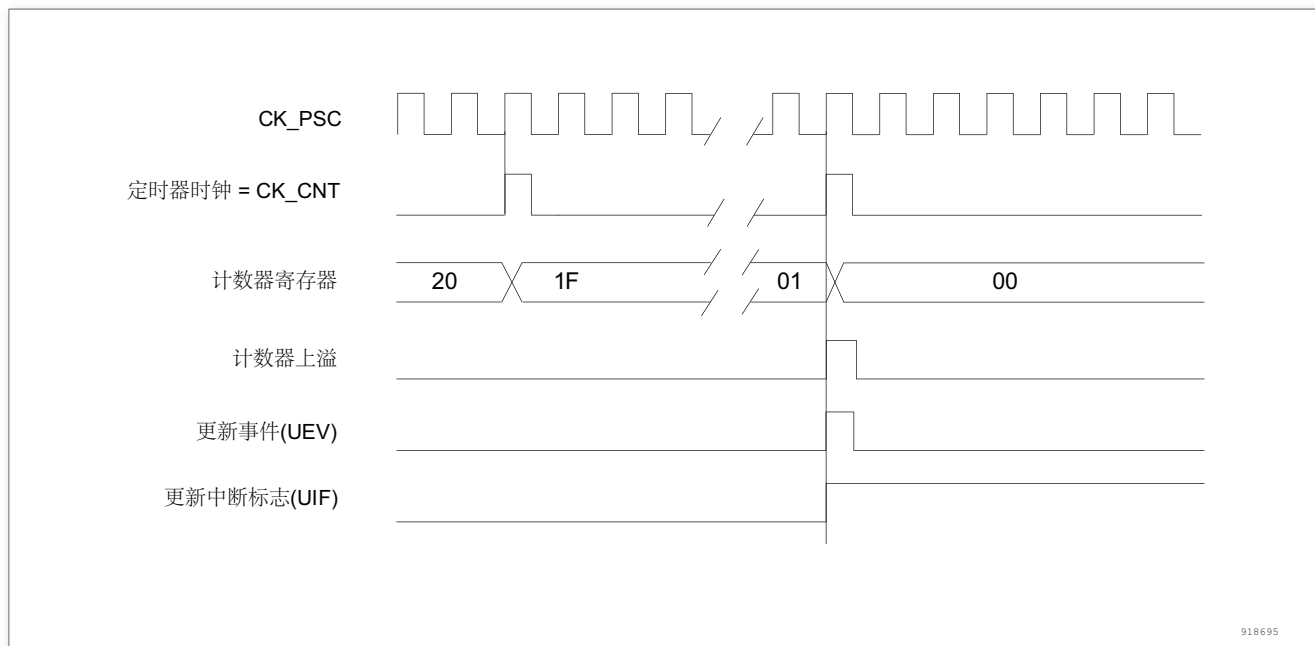 CK_PSC
定时器时钟 = CK_CNT
计数器寄存器 20 1F 01 00
计数器上溢
更新事件(UEV)
更新中断标志(UIF)
918695